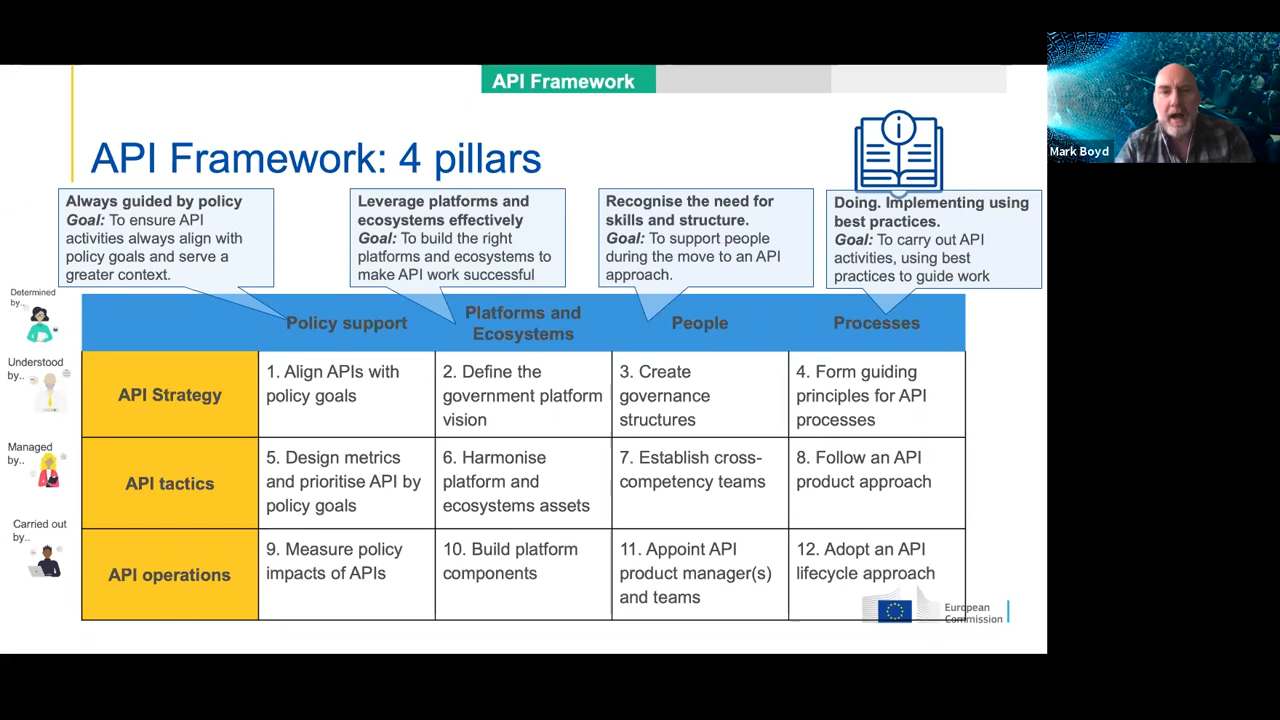 API Framework
Mark Boyd
API Framework: 4 pillars
Always guided by policy
Goal: To ensure API
activities always align with
policy goals and serve a
greater context.
Leverage platforms and
ecosystems effectively
Goal: To build the right
platforms and ecosystems to
make API work successful
Recognise the need for
skills and structure.
Goal: To support people
during the move to an API
approach.
Doing. Implementing using
best practices.
Goal: To carry out API
activities, using best
practices to guide work
Determined
by..
Understood
by..
Managed
by..
Carried out
by..
Policy support
Platforms and
Ecosystems
People
Processes
API Strategy
1. Align APIs with
policy goals
2. Define the
government platform
vision
3. Create
governance
structures
4. Form guiding
principles for API
processes
API tactics
5. Design metrics
and prioritise API by
policy goals
6. Harmonise
platform and
ecosystems assets
7. Establish cross-
competency teams
8. Follow an API
product approach
API operations
9. Measure policy
impacts of APIs
10. Build platform
components
11. Appoint API
product manager(s)
and teams
12. Adopt an API
lifecycle approach
European
Commission